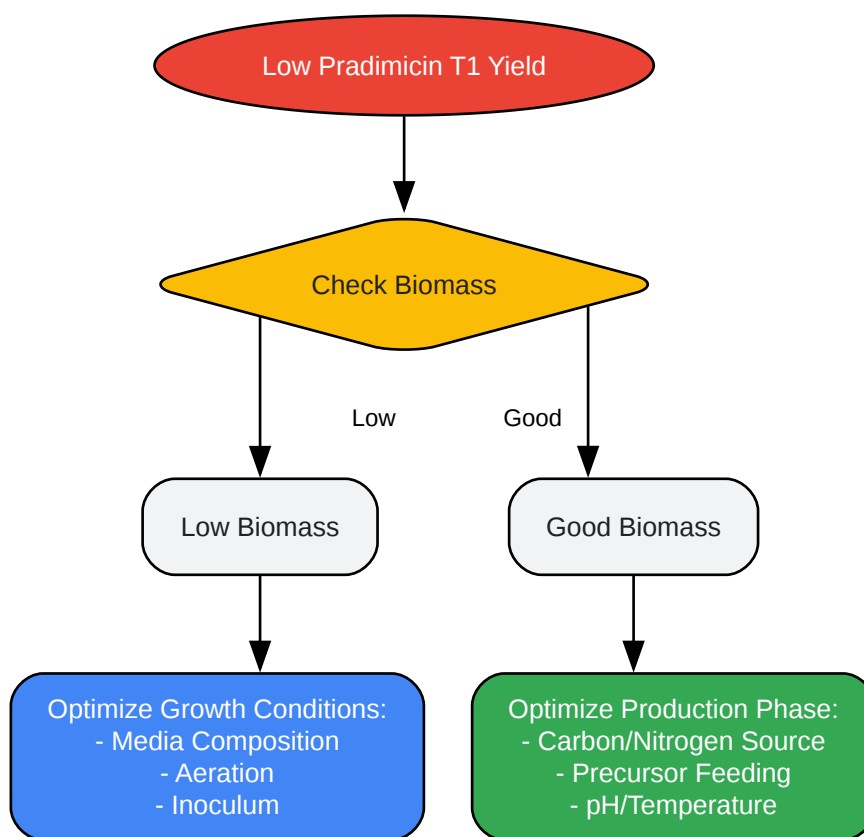 Low Pradimicin T1 Yield
Check Biomass
Low
Good
Low Biomass
Good Biomass
Optimize Growth Conditions:
- Media Composition
- Aeration
- Inoculum
Optimize Production Phase:
- Carbon/Nitrogen Source
- Precursor Feeding
- pH/Temperature